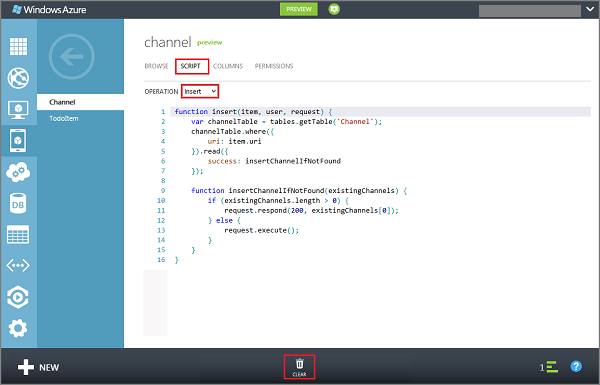 Windows Azure
PREVIEW
channel preview
BROWSE SCRIPT COLUMNS PERMISSIONS
Channel
TodoItem
OPERATION Insert
1 function insert(item, user, request) {
2 var channelTable = tables.getTable('Channel');
3 channelTable.where({
4 uri: item.uri
5 }).read({
6 success: insertChannelIfNotFound
7 });
8
9 function insertChannelIfNotFound(existingChannels) {
10 if (existingChannels.length > 0) {
11 request.respond(200, existingChannels[0]);
12 } else {
13 request.execute();
14 }
15 }
16 }
DB
NEW
CLEAR
1
?